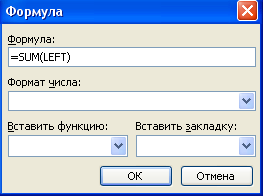 Формула
Формула:
=SUM(LEFT)
Формат числа:
Вставить функцию: Вставить закладку:
ОК Отмена